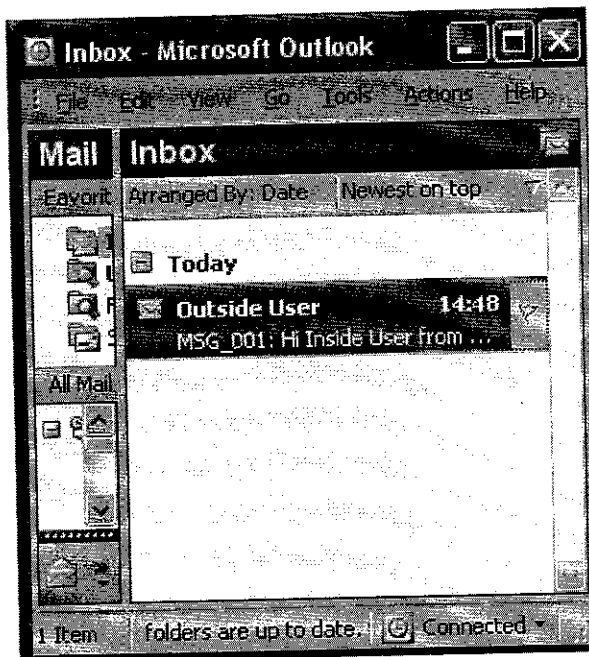 Inbox - Microsoft Outlook
File Edit View Go Tools Actions Help
Mail Inbox
Favorit Arranged By: Date Newest on top
Today
Outside User 14:48
MSG_001: Hi Inside User from ...
All Mail
1 Item folders are up to date. Connected